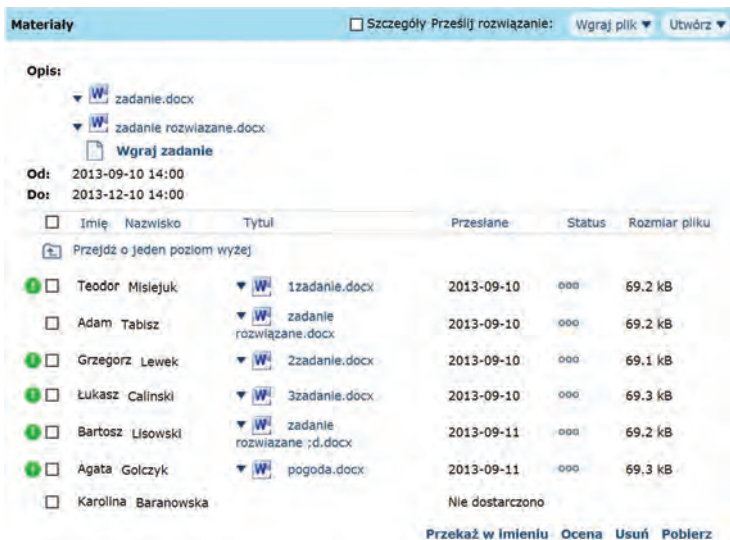 Materiały Szczegóły Prześlij rozwiązanie: Wgraj plik Utwórz
Opis:
zadanie.docx
zadanie rozwiazane.docx
Wgraj zadanie
Od: 2013-09-10 14:00
Do: 2013-12-10 14:00
Imię Nazwisko Tytuł Przesłane Status Rozmiar pliku
Przejdź o jeden poziom wyżej
Teodor Misiejuk 1zadanie.docx 2013-09-10 69.2 kB
Adam Tabisz zadanie 2013-09-10 69.2 kB
rozwiązane.docx
Grzegorz Lewek 2zadanie.docx 2013-09-10 69.1 kB
Łukasz Calinski 3zadanie.docx 2013-09-10 69.3 kB
Bartosz Lisowski zadanie 2013-09-11 69.2 kB
rozwiazane ;d.docx
Agata Golczyk pogoda.docx 2013-09-11 69.3 kB
Karolina Baranowska Nie dostarczono
Przekaż w imieniu Ocena Usuń Pobierz